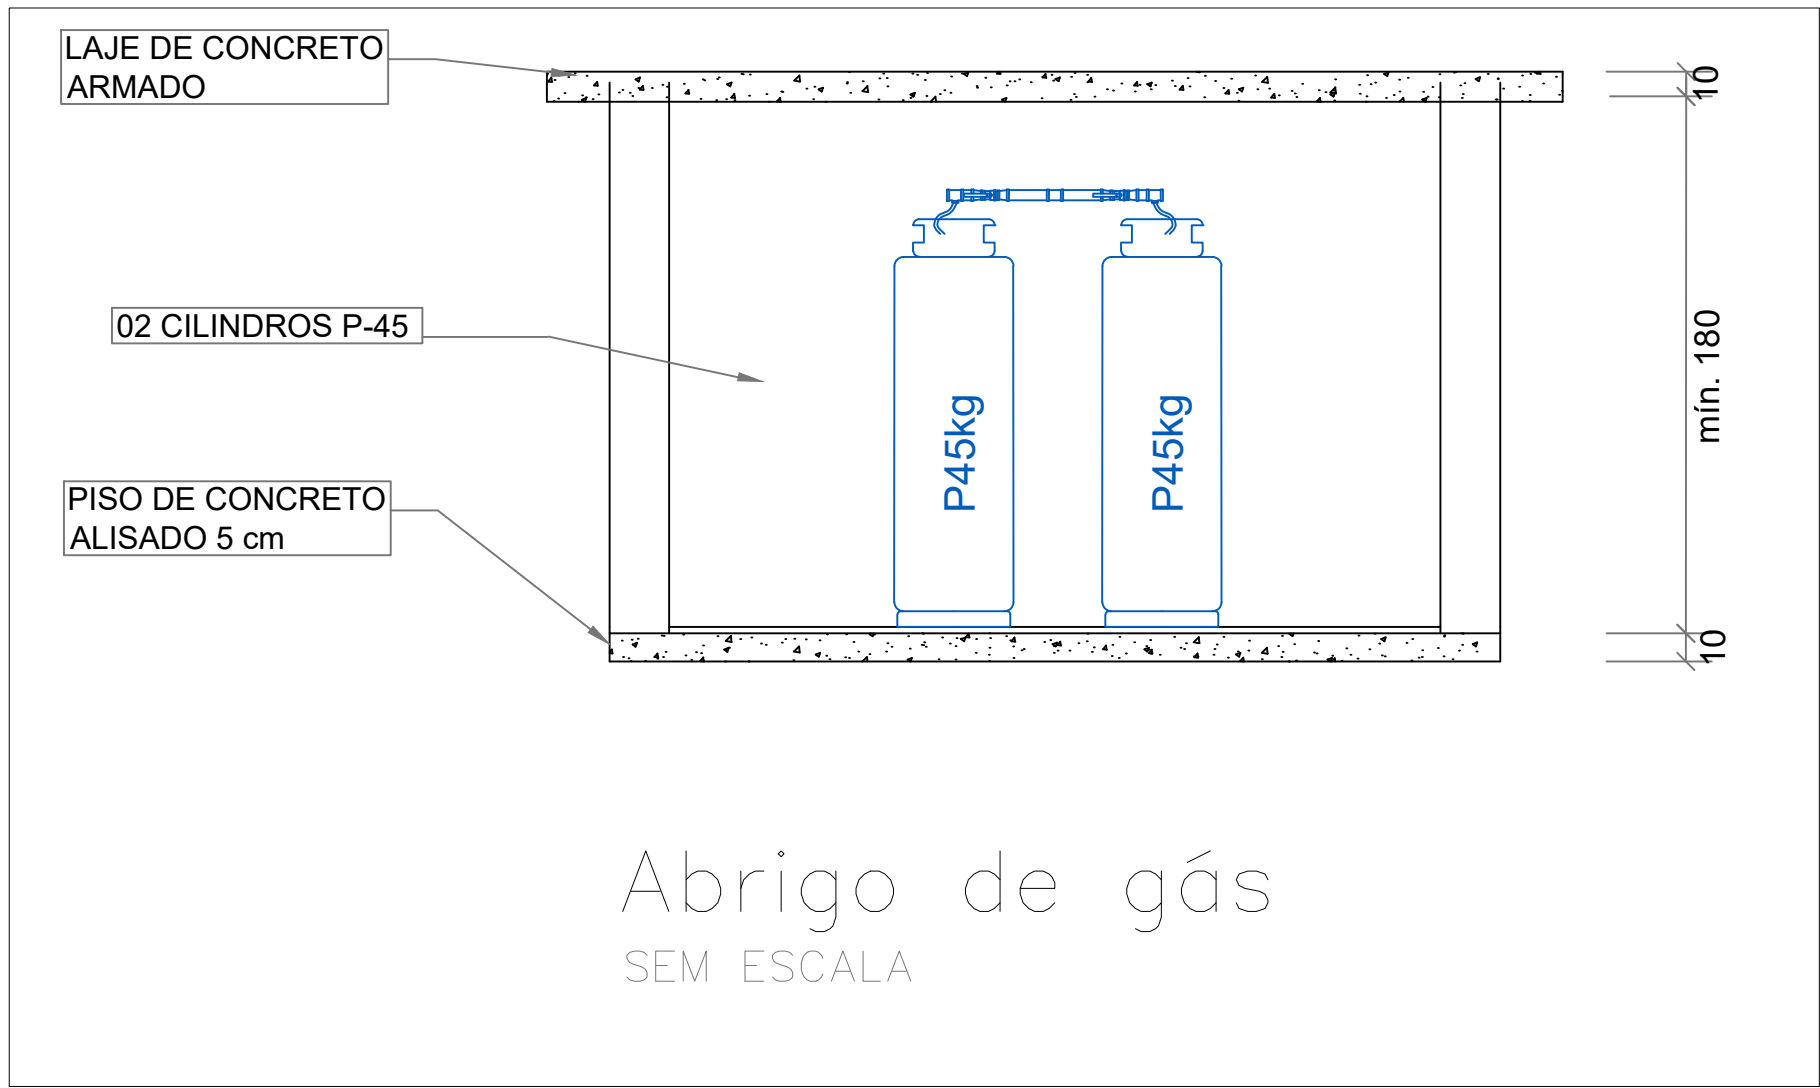 LAJE DE CONCRETO
ARMADO
10
02 CILINDROS P-45
mín. 180
P45kg
P45kg
PISO DE CONCRETO
ALISADO 5 cm
10
Abrigo de gás
SEM ESCALA